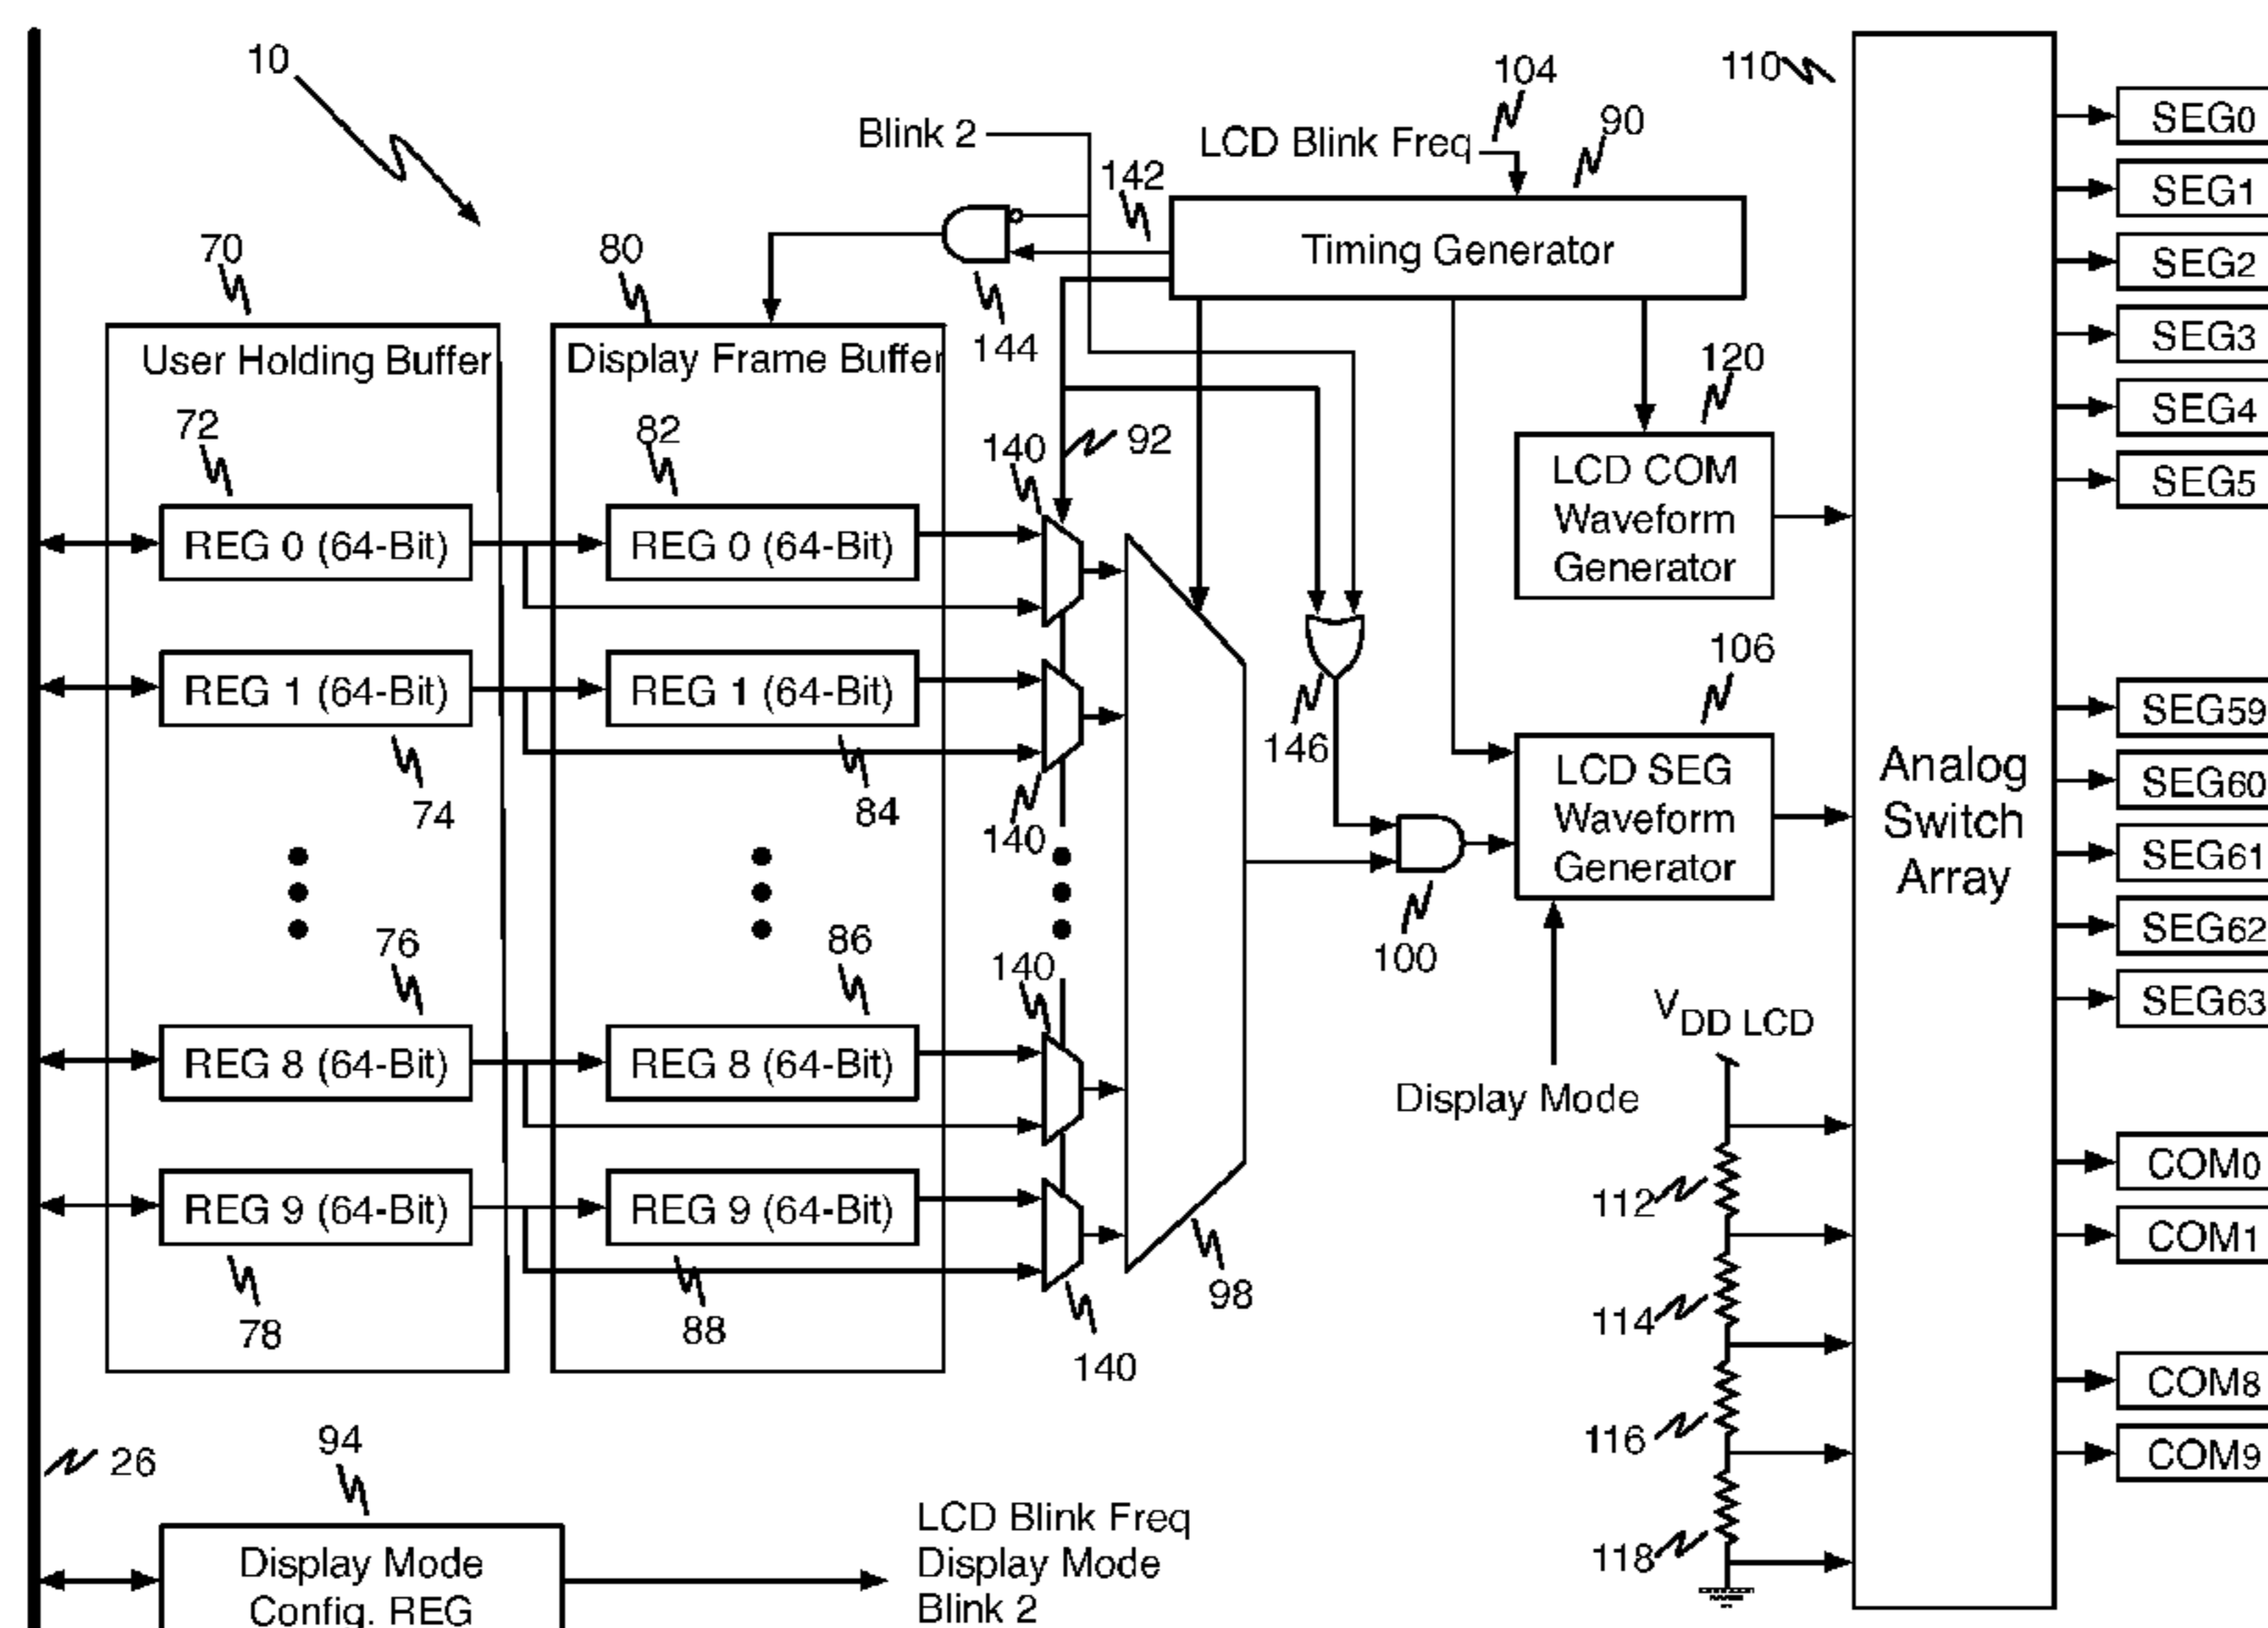 10
110
104
90
SEG0
Blink 2
LCD Blink Freq
142
SEG1
Timing Generator
SEG2
70
80
144
SEG3
User Holding Buffer
Display Frame Buffer
120
SEG4
72
82
140
92
LCD COM
Waveform
Generator
SEG5
REG 0 (64-Bit)
REG 0 (64-Bit)
106
REG 1 (64-Bit)
REG 1 (64-Bit)
SEG59
146
LCD SEG
Waveform
Generator
Analog
Switch
Array
SEG60
74
84
140
SEG61
76
86
140
100
SEG62
SEG63
VDD LCD
REG 8 (64-Bit)
REG 8 (64-Bit)
Display Mode
COM0
REG 9 (64-Bit)
REG 9 (64-Bit)
112
COM1
78
88
98
114
140
COM8
94
116
COM9
26
LCD Blink Freq
Display Mode
Blink 2
118
Display Mode
Config. REG